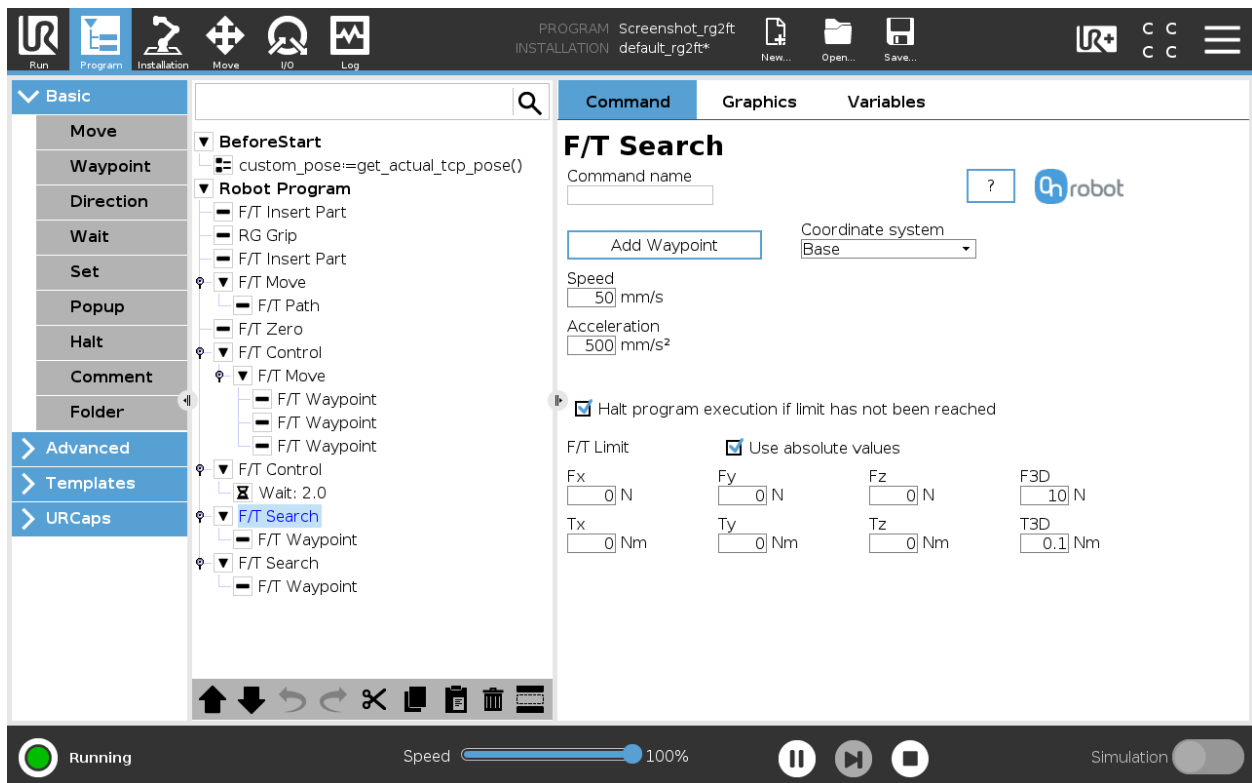 PROGRAM Screenshot_rg2ft
INSTALLATION default_rg2ft*
UR
UR+
C C
C C
Run
Program
Installation
Move
I/O
Log
New...
Open...
Save...
Basic
Move
Waypoint
Direction
Wait
Set
Popup
Halt
Comment
Folder
Advanced
Templates
URCaps
BeforeStart
custom_pose:=get_actual_tcp_pose()
Robot Program
F/T Insert Part
RG Grip
F/T Insert Part
F/T Move
F/T Path
F/T Zero
F/T Control
F/T Move
F/T Waypoint
F/T Waypoint
F/T Waypoint
F/T Control
Wait: 2.0
F/T Search
F/T Waypoint
F/T Search
F/T Waypoint
Command Graphics Variables
F/T Search
Command name
?
OnRobot
Add Waypoint
Coordinate system
Base
Speed
50 mm/s
Acceleration
500 mm/s²
Halt program execution if limit has not been reached
F/T Limit Use absolute values
Fx Fy Fz F3D
0 N 0 N 0 N 10 N
Tx Ty Tz T3D
0 Nm 0 Nm 0 Nm 0.1 Nm
Running
Speed 100%
Simulation